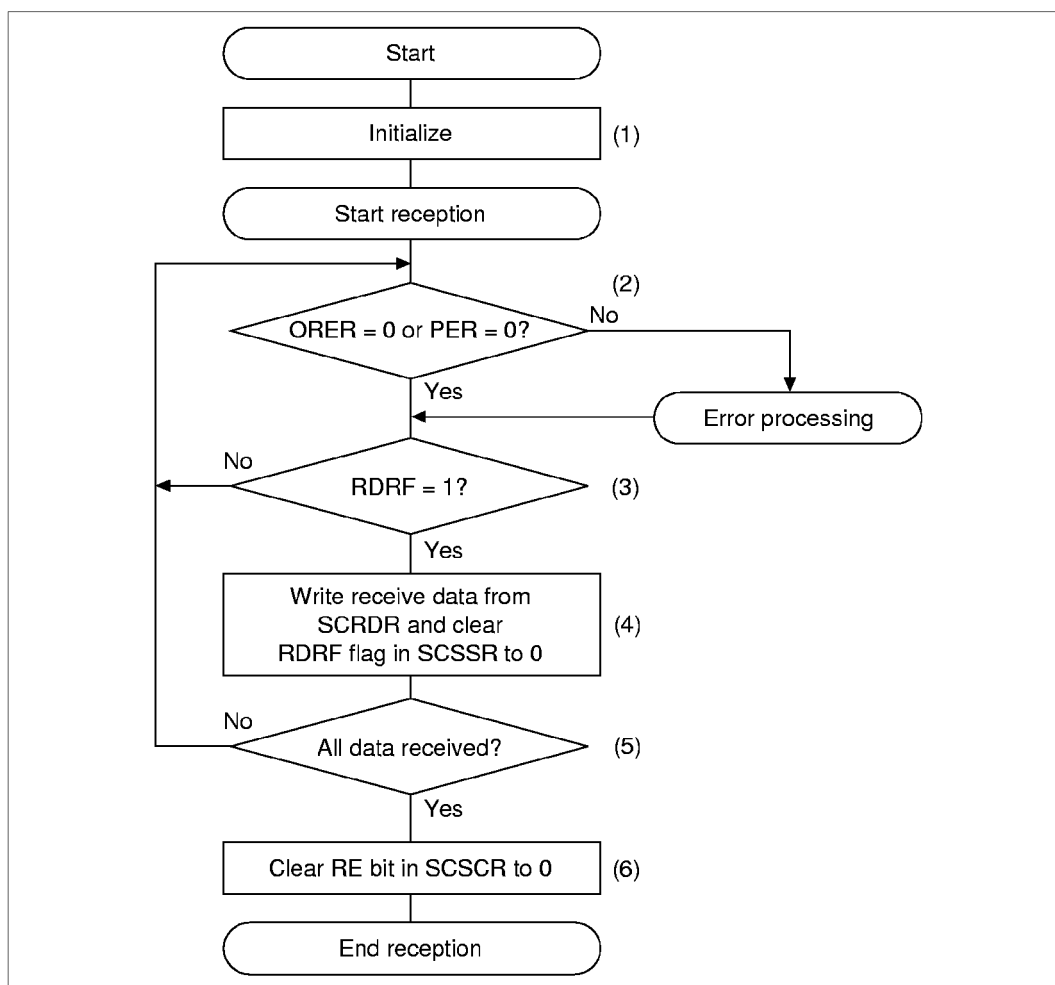 Start
Initialize
(1)
Start reception
(2)
ORER = 0 or PER = 0?
No
Yes
Error processing
No
RDRF = 1?
(3)
Yes
Write receive data from
SCRDR and clear
RDRF flag in SCSSR to 0
(4)
No
All data received?
(5)
Yes
Clear RE bit in SCSCR to 0
(6)
End reception